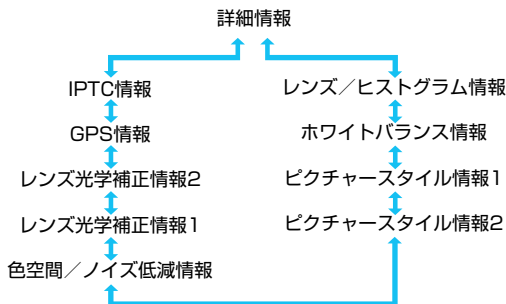 詳細情報
IPTC情報
レンズ／ヒストグラム情報
GPS情報
ホワイトバランス情報
レンズ光学補正情報2
ピクチャースタイル情報1
レンズ光学補正情報1
ピクチャースタイル情報2
色空間／ノイズ低減情報